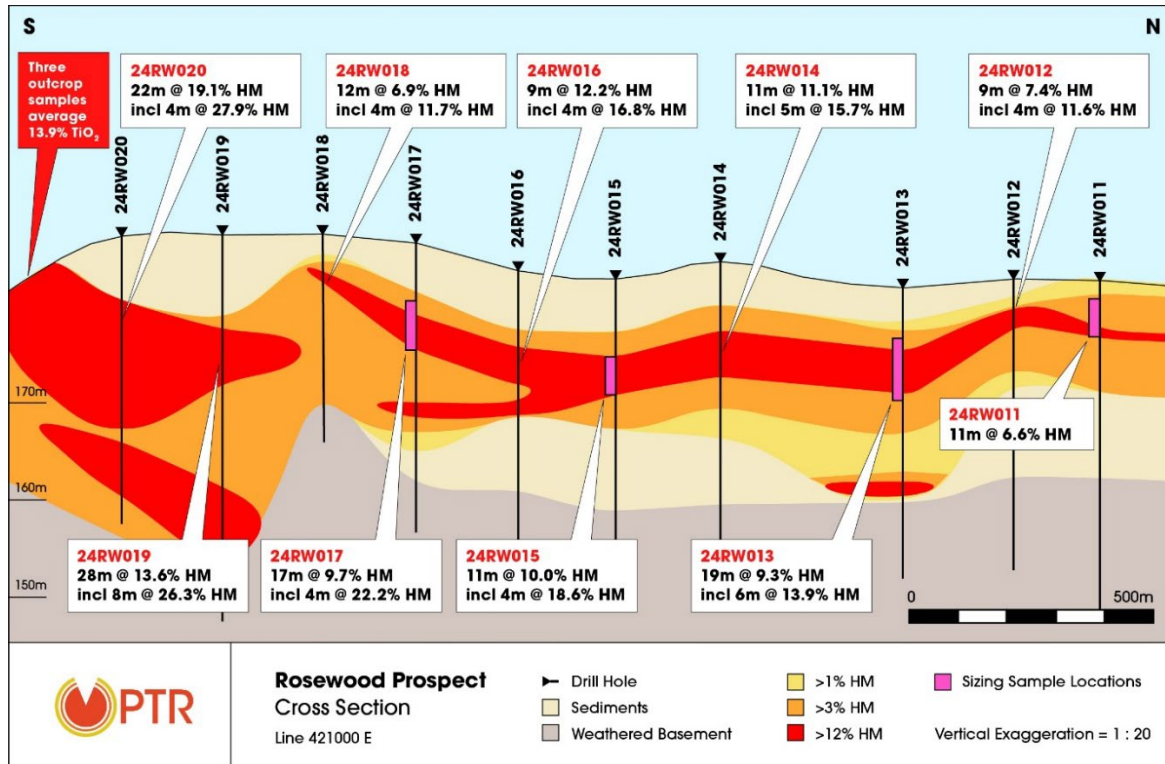 S
N
Three
outcrop
samples
average
13.9% TiO₂
24RW020
22m @ 19.1% HM
incl 4m @ 27.9% HM
24RW018
12m @ 6.9% HM
incl 4m @ 11.7% HM
24RW016
9m @ 12.2% HM
incl 4m @ 16.8% HM
24RW014
11m @ 11.1% HM
incl 5m @ 15.7% HM
24RW012
9m @ 7.4% HM
incl 4m @ 11.6% HM
24RW020
24RW019
24RW018
24RW017
24RW016
24RW015
24RW014
24RW013
24RW012
24RW011
170m
160m
150m
24RW011
11m @ 6.6% HM
24RW019
28m @ 13.6% HM
incl 8m @ 26.3% HM
24RW017
17m @ 9.7% HM
incl 4m @ 22.2% HM
24RW015
11m @ 10.0% HM
incl 4m @ 18.6% HM
24RW013
19m @ 9.3% HM
incl 6m @ 13.9% HM
0 500m
PTR
Rosewood Prospect
Cross Section
Line 421000 E
Drill Hole
Sediments
Weathered Basement
>1% HM
>3% HM
>12% HM
Sizing Sample Locations
Vertical Exaggeration = 1 : 20